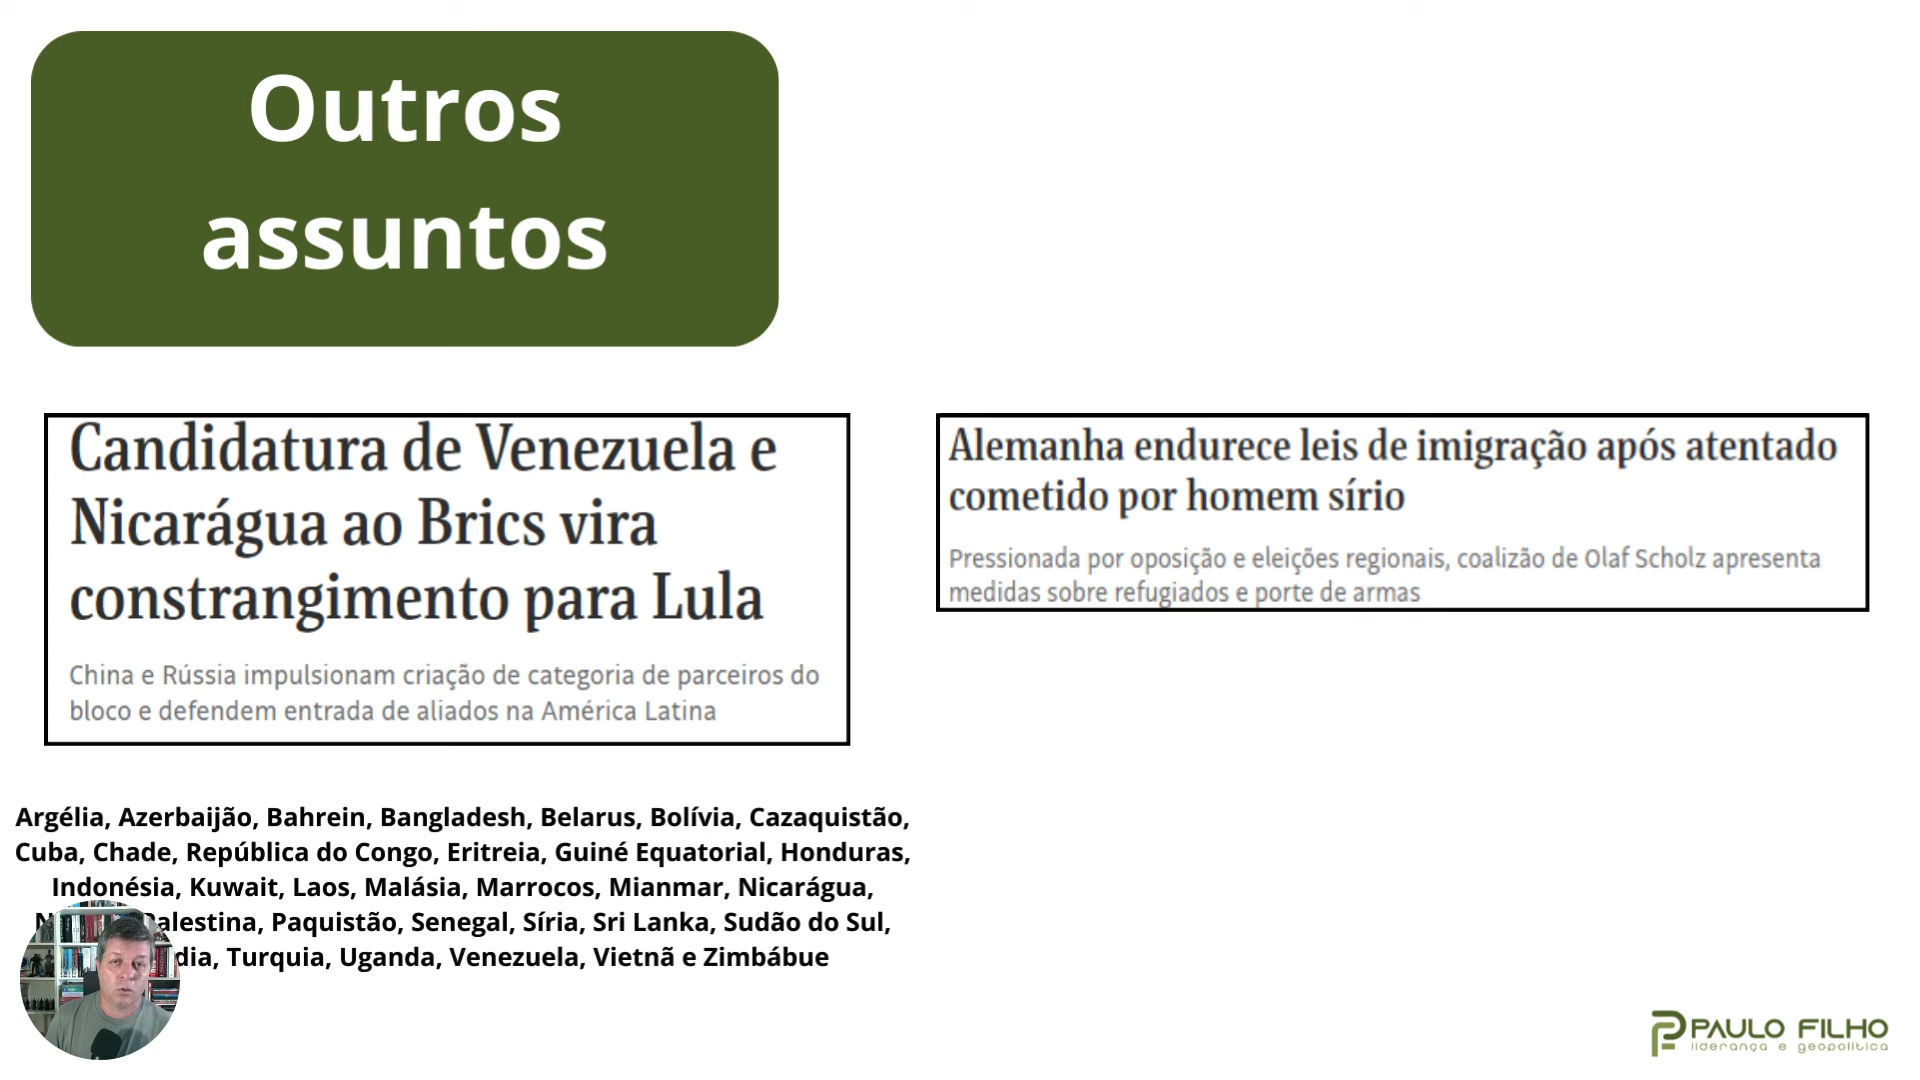 Outros
assuntos
Candidatura de Venezuela e
Nicarágua ao Brics vira
constrangimento para Lula
China e Rússia impulsionam criação de categoria de parceiros do
bloco e defendem entrada de aliados na América Latina
Alemanha endurece leis de imigração após atentado
cometido por homem sírio
Pressionada por oposição e eleições regionais, coalizão de Olaf Scholz apresenta
medidas sobre refugiados e porte de armas
Argélia, Azerbaijão, Bahrein, Bangladesh, Belarus, Bolívia, Cazaquistão,
Cuba, Chade, República do Congo, Eritreia, Guiné Equatorial, Honduras,
Indonésia, Kuwait, Laos, Malásia, Marrocos, Mianmar, Nicarágua,
Palestina, Paquistão, Senegal, Síria, Sri Lanka, Sudão do Sul,
Turquia, Uganda, Venezuela, Vietnã e Zimbábue
PAULO FILHO
liderança e geopolítica